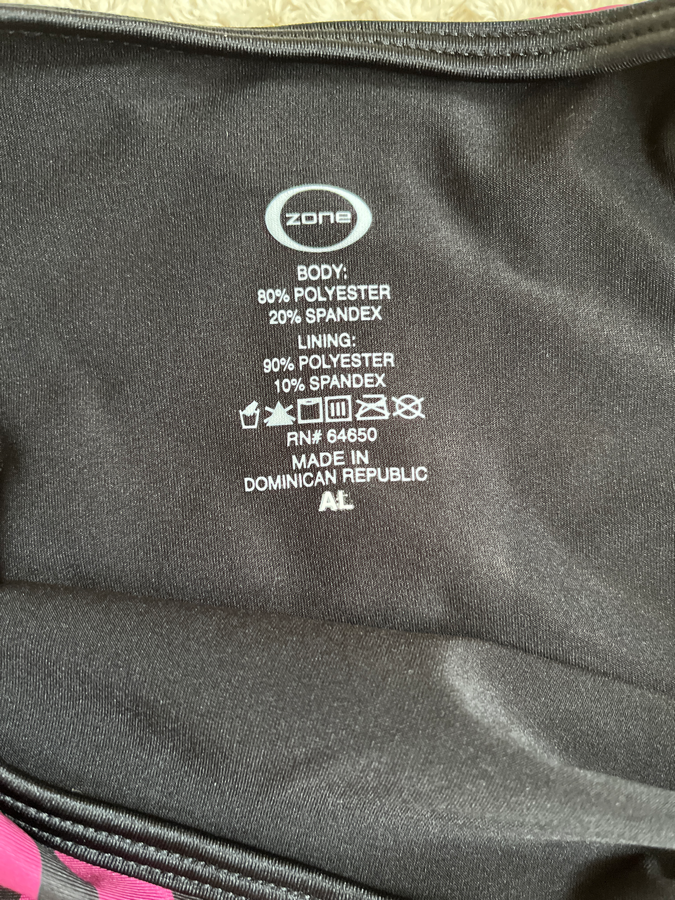 zone
BODY:
80% POLYESTER
20% SPANDEX
LINING:
90% POLYESTER
10% SPANDEX
RN# 64650
MADE IN
DOMINICAN REPUBLIC
AL